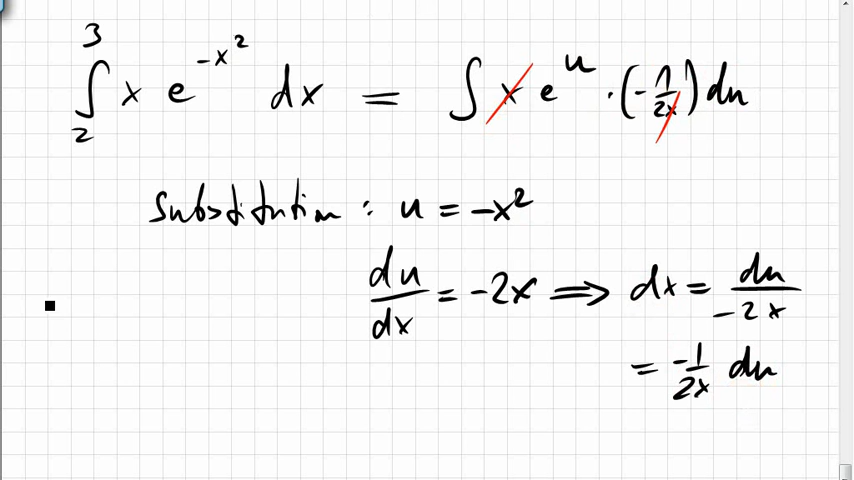 ∫₂³ x e^{-x²} dx = ∫ x e^u · (-1/2x) du
Substitution : u = -x²
du/dx = -2x ⟹ dx = du/-2x
= -1/2x du